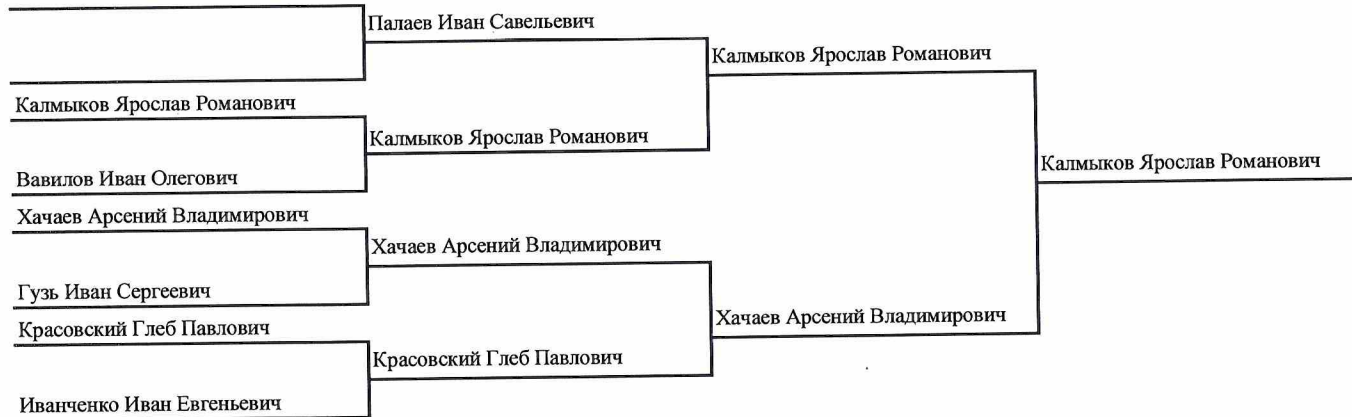 Палаев Иван Савельевич
Калмыков Ярослав Романович
Калмыков Ярослав Романович
Калмыков Ярослав Романович
Вавилов Иван Олегович
Калмыков Ярослав Романович
Хачаев Арсений Владимирович
Хачаев Арсений Владимирович
Гузь Иван Сергеевич
Хачаев Арсений Владимирович
Красовский Глеб Павлович
Красовский Глеб Павлович
Иванченко Иван Евгеньевич